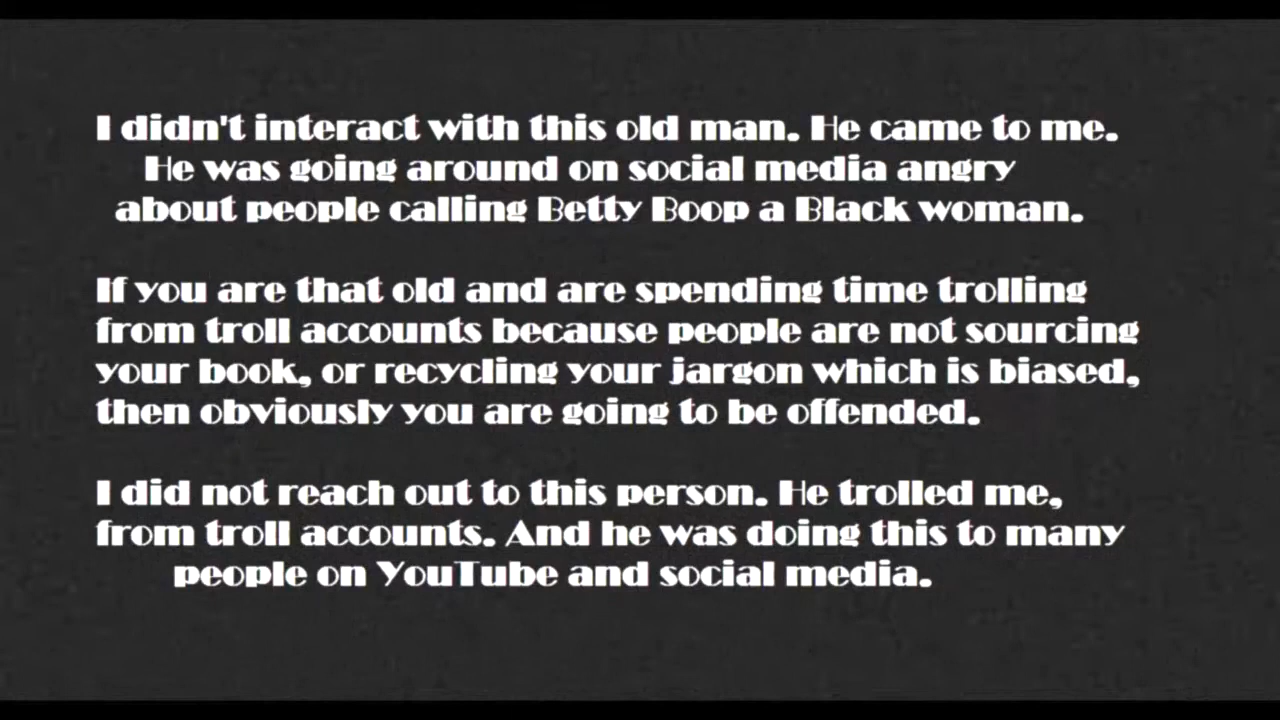 I didn't interact with this old man. He came to me.
He was going around on social media angry
about people calling Betty Boop a Black woman.
If you are that old and are spending time trolling
from troll accounts because people are not sourcing
your book, or recycling your jargon which is biased,
then obviously you are going to be offended.
I did not reach out to this person. He trolled me,
from troll accounts. And he was doing this to many
people on YouTube and social media.